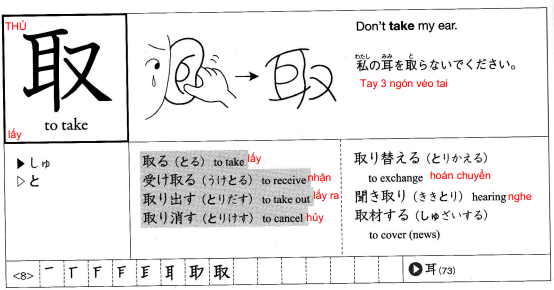 THỦ
取
to take
lấy
Don't take my ear.
わたし みみ と
私の耳を取らないでください。
Tay 3 ngón véo tai
▶しゅ
▷と
取る（とる） to take lấy
受け取る（うけとる） to receive nhận
取り出す（とりだす） to take out lấy ra
取り消す（とりけす） to cancel hủy
取り替える（とりかえる）
to exchange hoán chuyển
聞き取り（ききとり） hearing nghe
取材する（しゅざいする）
to cover (news)
<8> 一 丅 F F E 耳 耵 取
耳 (73)